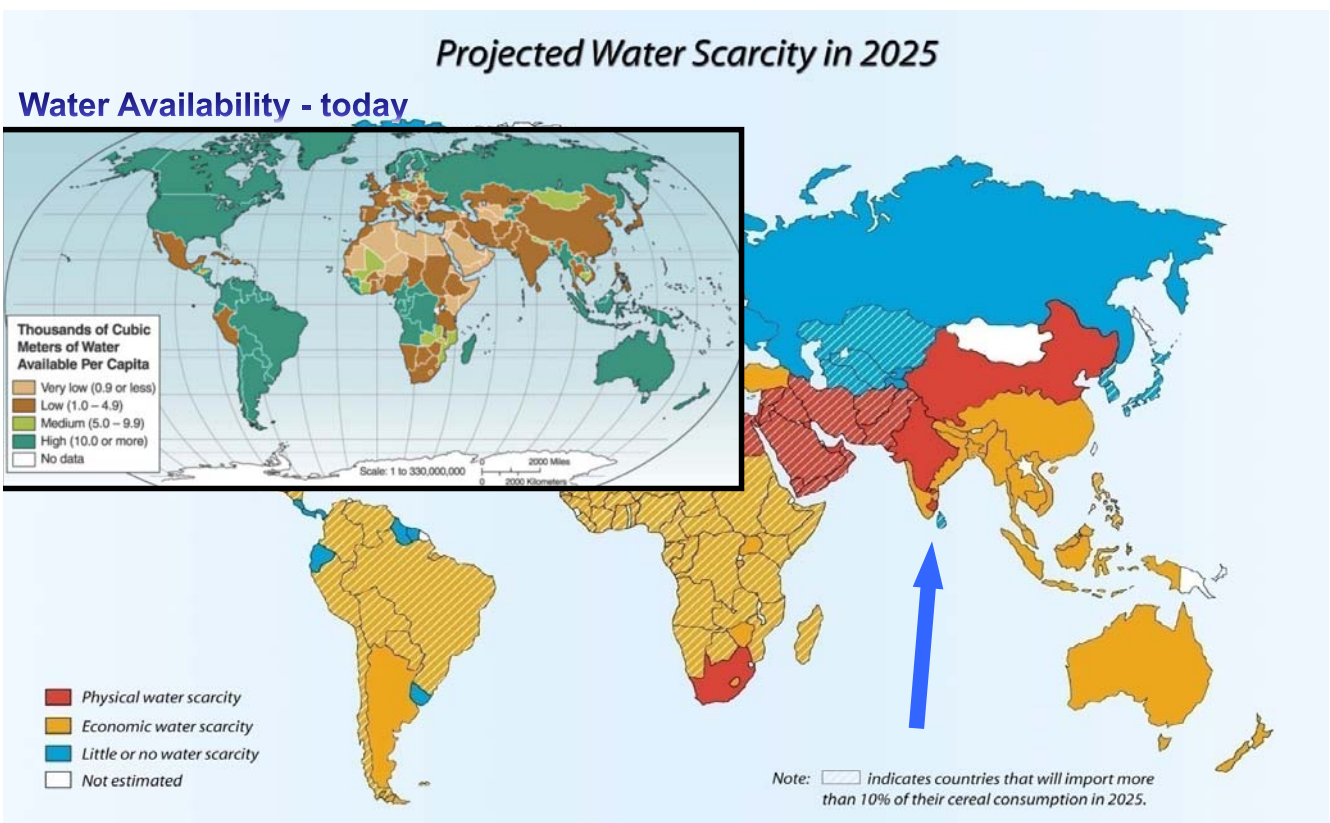 Projected Water Scarcity in 2025
Water Availability - today
Thousands of Cubic
Meters of Water
Available Per Capita
Very low (0.9 or less)
Low (1.0 – 4.9)
Medium (5.0 – 9.9)
High (10.0 or more)
No data
Scale: 1 to 330,000,000
0 2000 Miles
0 2000 Kilometers
Physical water scarcity
Economic water scarcity
Little or no water scarcity
Not estimated
Note: indicates countries that will import more
than 10% of their cereal consumption in 2025.